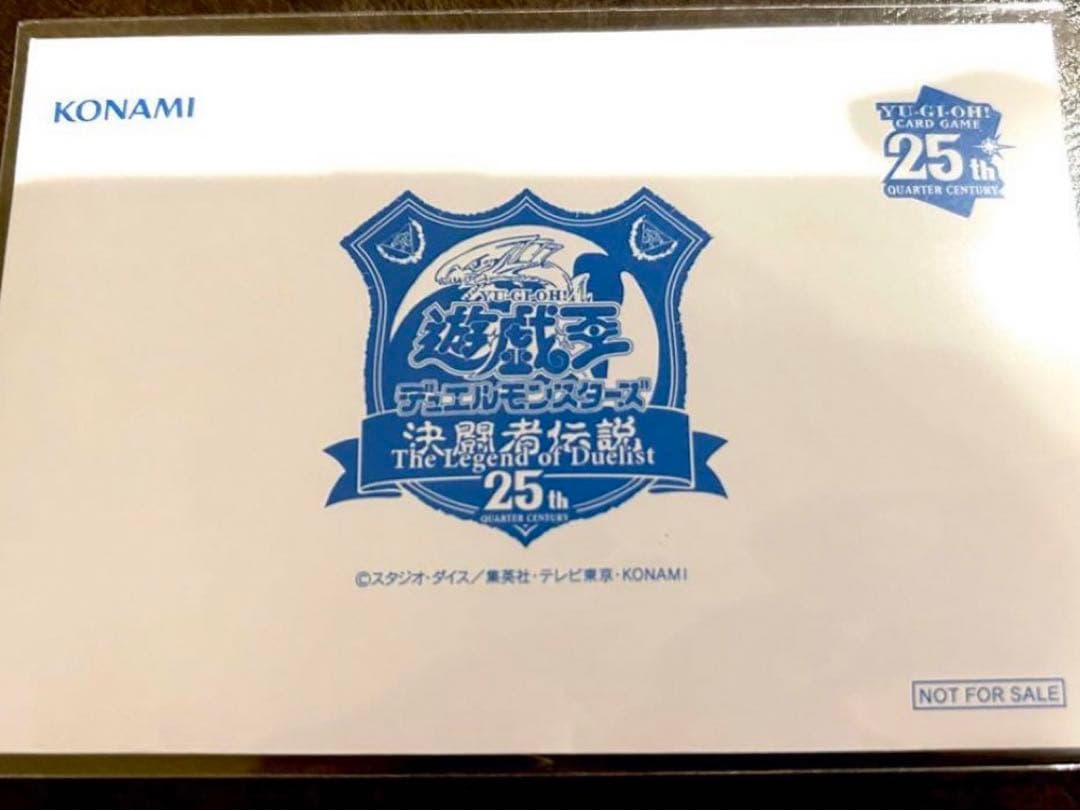 KONAMI
YU-GI-OH!
CARD GAME
25th
QUARTER CENTURY
YU-GI-OH!
遊戯王
デュエルモンスターズ
決闘者伝説
The Legend of Duelist
25th
QUARTER CENTURY
©スタジオ・ダイス／集英社・テレビ東京・KONAMI
NOT FOR SALE